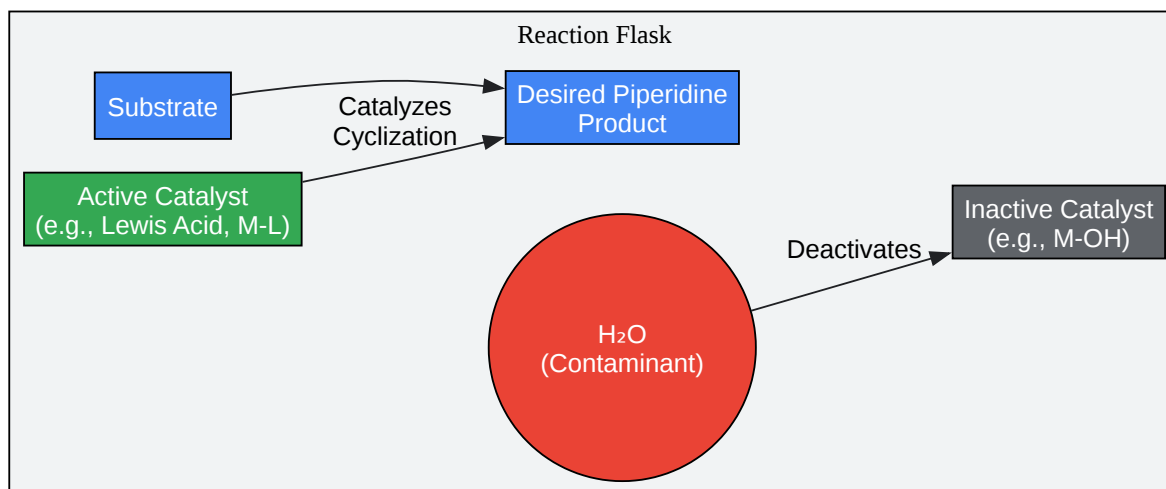 Reaction Flask
Substrate
Catalyzes
Cyclization
Desired Piperidine
Product
Active Catalyst
(e.g., Lewis Acid, M-L)
Inactive Catalyst
(e.g., M-OH)
Deactivates
H₂O
(Contaminant)